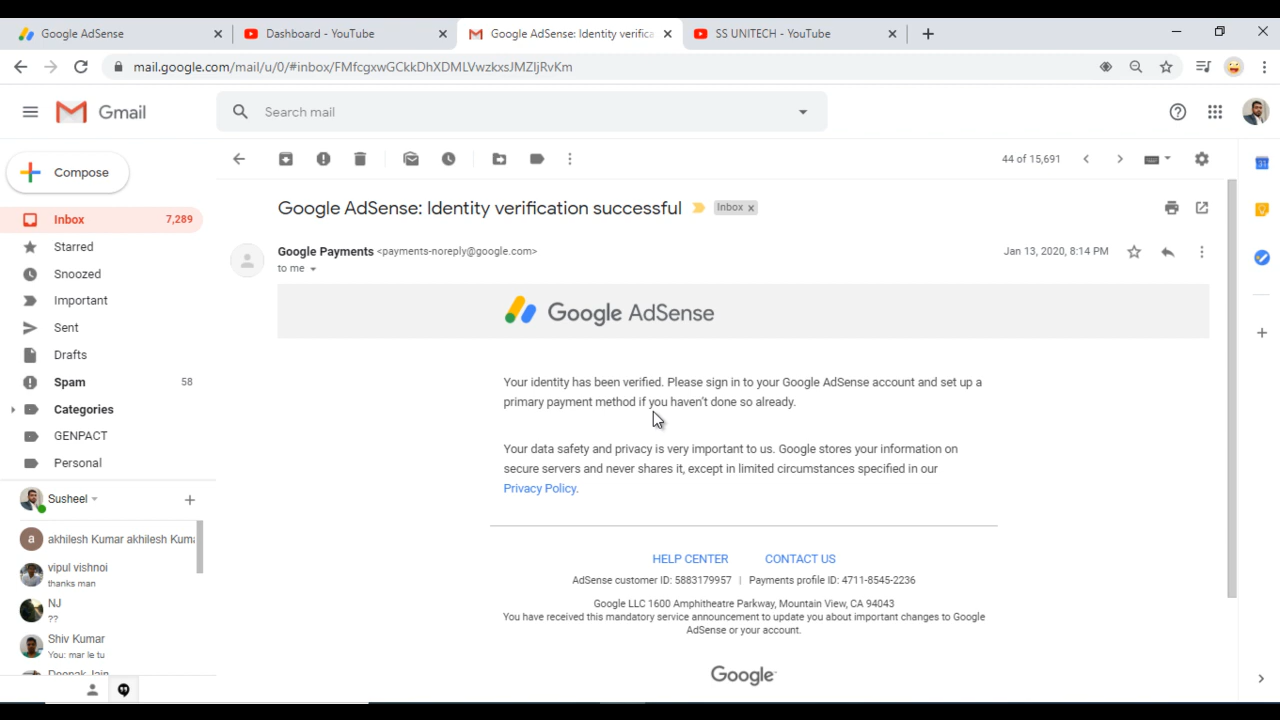 Google AdSense
Dashboard - YouTube
Google AdSense: Identity verifica
SS UNITECH - YouTube
mail.google.com/mail/u/0/#inbox/FMfcgxwGCkkDhXDMLVwzkxsJMZljRvKm
Gmail
Search mail
Compose
44 of 15,691
Inbox 7,289
Starred
Snoozed
Important
Sent
Drafts
Spam 58
Categories
GENPACT
Personal
Susheel
a akhilesh Kumar akhilesh Kuma
vipul vishnoi
thanks man
NJ
??
Shiv Kumar
You: mar le tu
Deepak Jain
Google AdSense: Identity verification successful
Inbox x
Google Payments <payments-noreply@google.com>
Jan 13, 2020, 8:14 PM
to me
Google AdSense
Your identity has been verified. Please sign in to your Google AdSense account and set up a
primary payment method if you haven't done so already.
Your data safety and privacy is very important to us. Google stores your information on
secure servers and never shares it, except in limited circumstances specified in our
Privacy Policy.
HELP CENTER CONTACT US
AdSense customer ID: 5883179957 | Payments profile ID: 4711-8545-2236
Google LLC 1600 Amphitheatre Parkway, Mountain View, CA 94043
You have received this mandatory service announcement to update you about important changes to Google
AdSense or your account.
Google
31